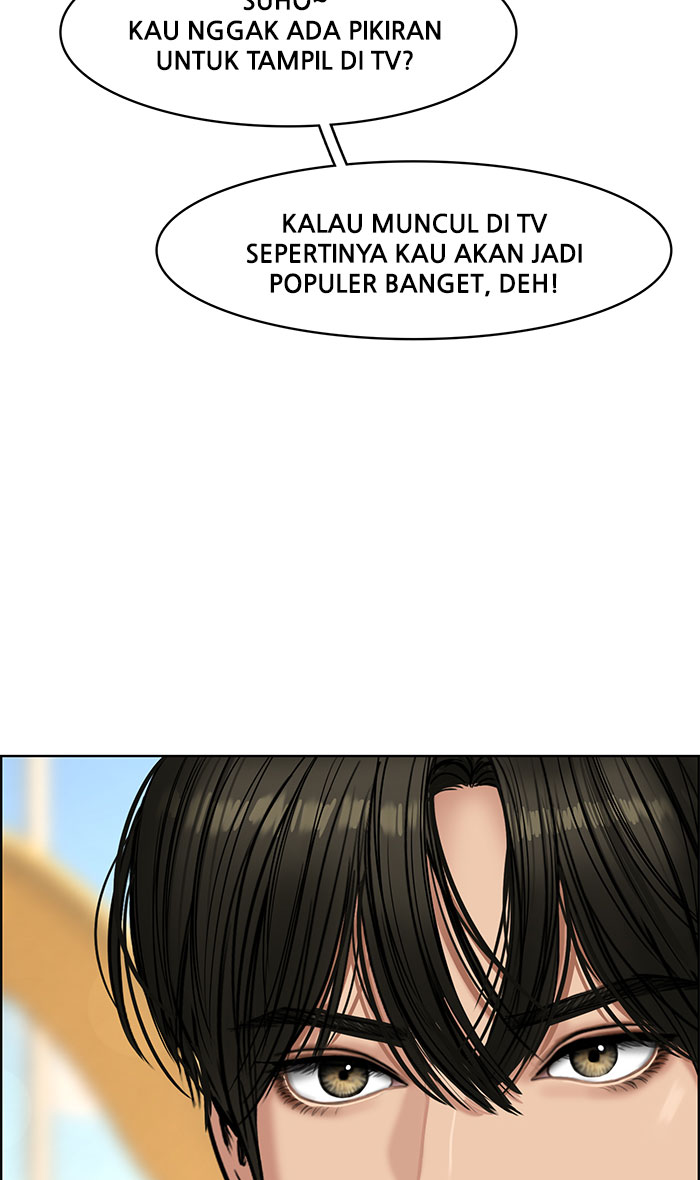 SUHO~
KAU NGGAK ADA PIKIRAN
UNTUK TAMPIL DI TV?
KALAU MUNCUL DI TV
SEPERTINYA KAU AKAN JADI
POPULER BANGET, DEH!